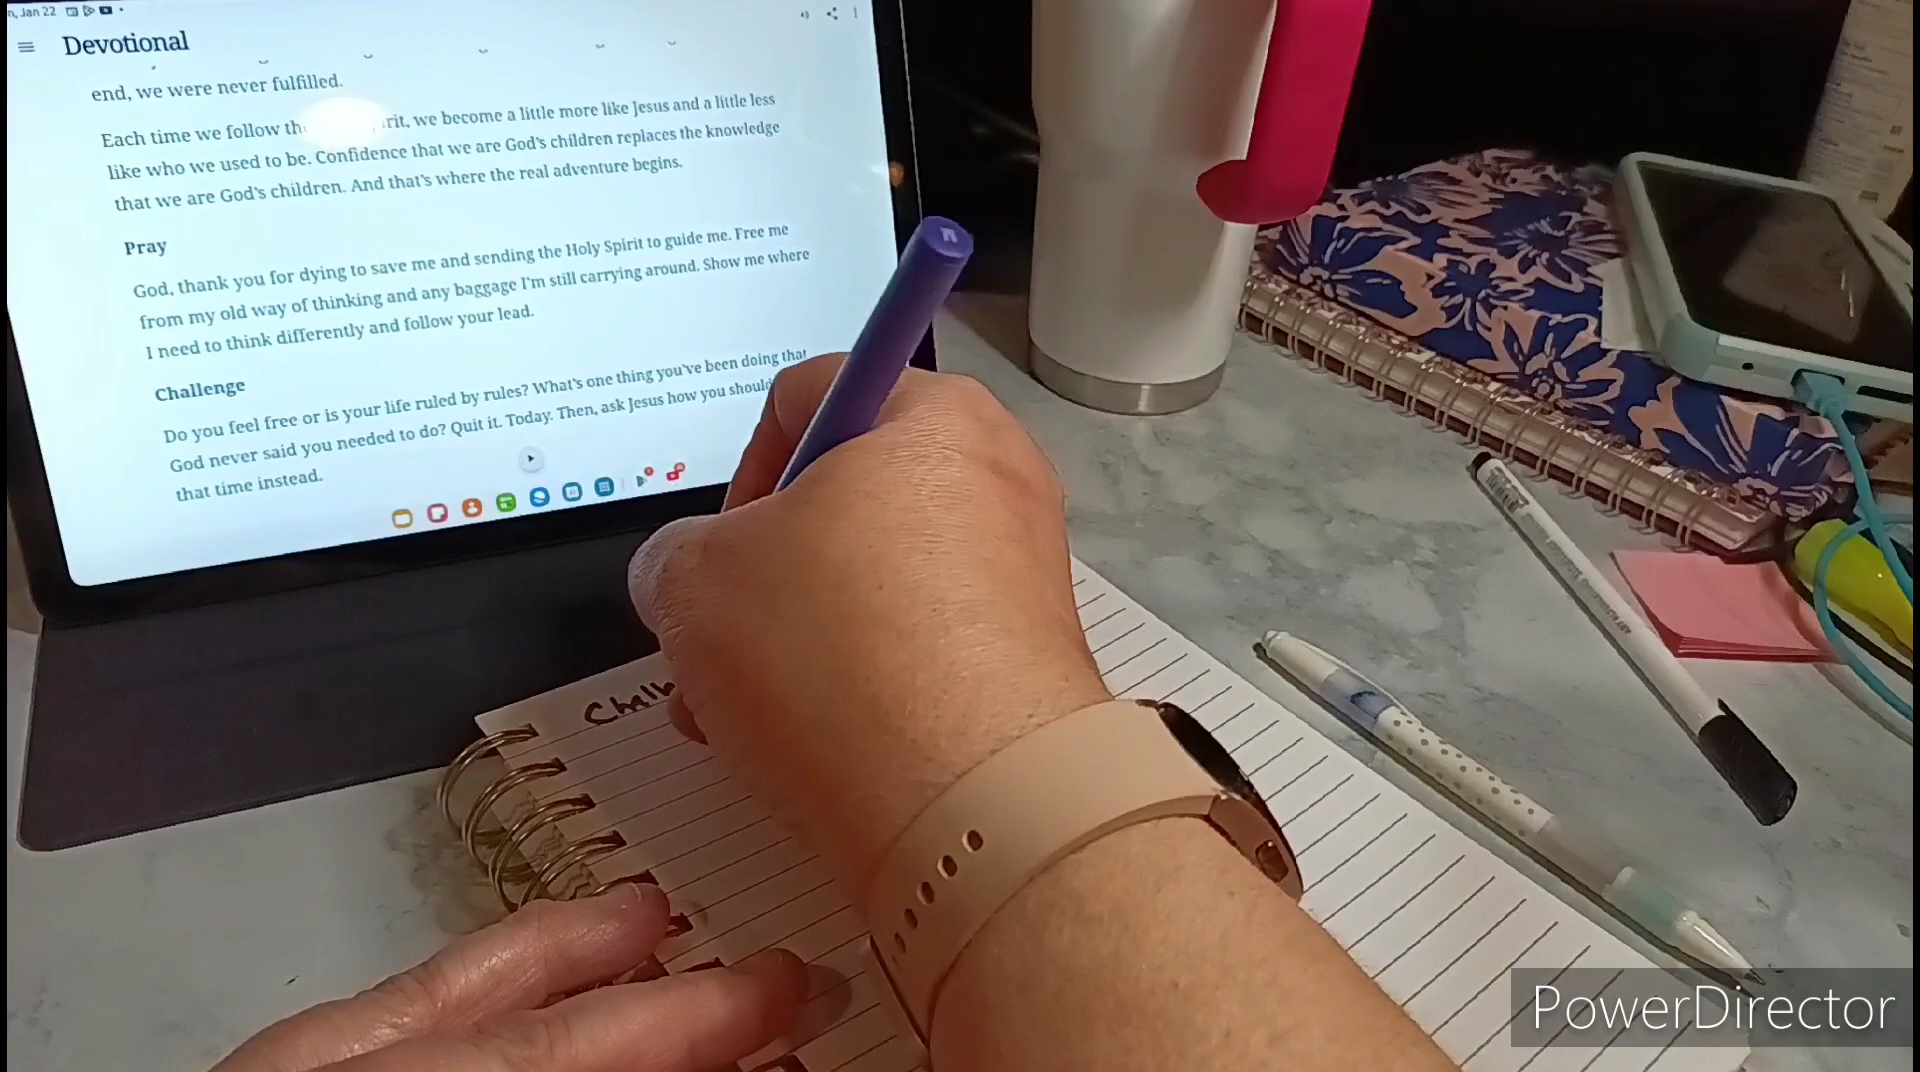 n, Jan 22
Devotional
end, we were never fulfilled.
Each time we follow th rit, we become a little more like Jesus and a little less
like who we used to be. Confidence that we are God's children replaces the knowledge
that we are God's children. And that's where the real adventure begins.
Pray
God, thank you for dying to save me and sending the Holy Spirit to guide me. Free me
from my old way of thinking and any baggage I'm still carrying around. Show me where
I need to think differently and follow your lead.
Challenge
Do you feel free or is your life ruled by rules? What's one thing you've been doing that
God never said you needed to do? Quit it. Today. Then, ask Jesus how you should
that time instead.
Chall
PowerDirector